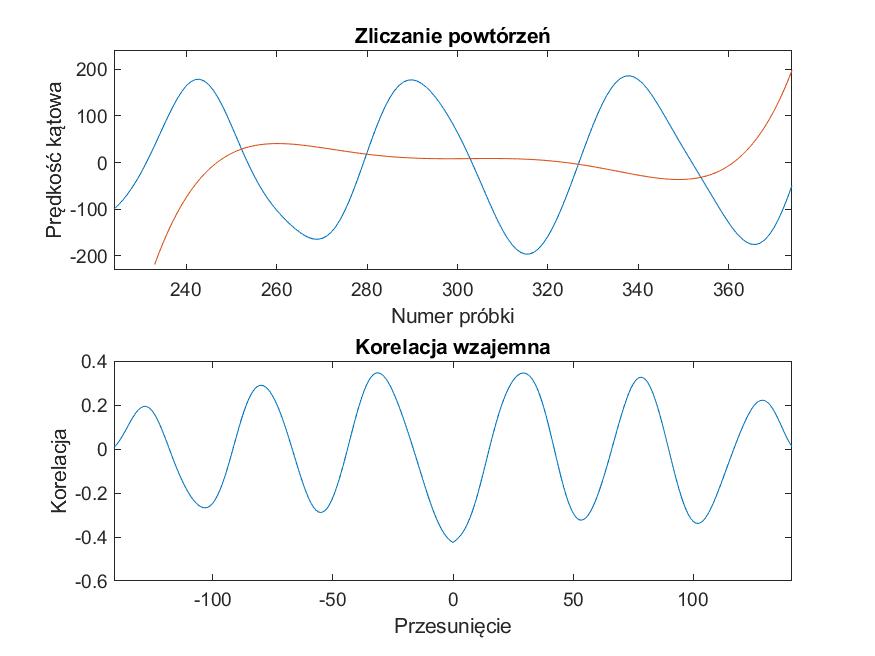 Zliczanie powtórzeń
200
100
0
-100
-200
Prędkość kątowa
240 260 280 300 320 340 360
Numer próbki
Korelacja wzajemna
0.4
0.2
0
-0.2
-0.4
-0.6
Korelacja
-100 -50 0 50 100
Przesunięcie